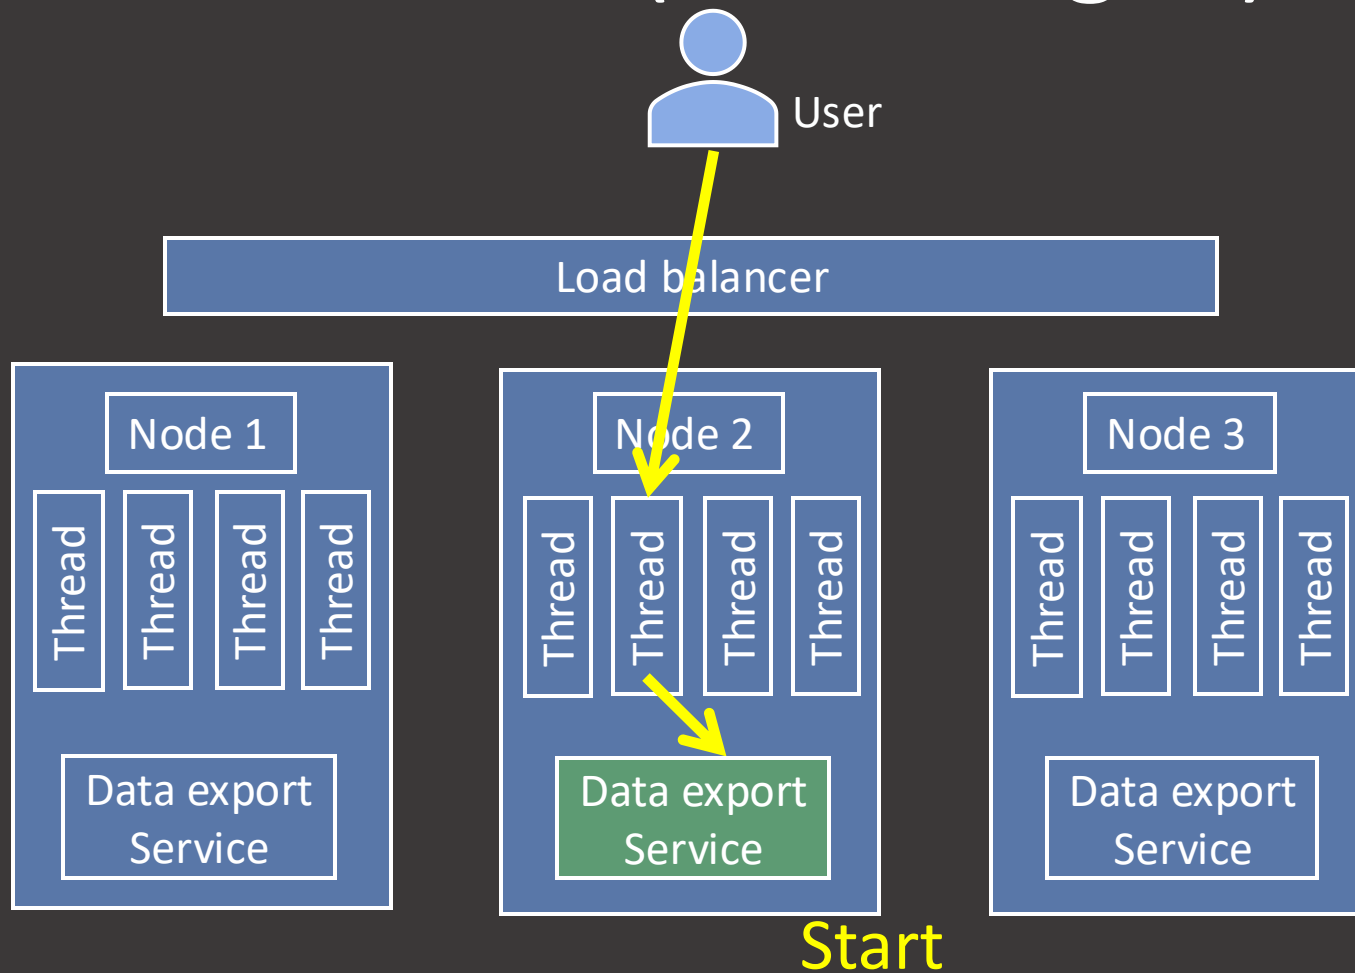 User
Load balancer
Node 1
Thread
Thread
Thread
Thread
Data export
Service
Node 2
Thread
Thread
Thread
Thread
Data export
Service
Node 3
Thread
Thread
Thread
Thread
Data export
Service
Start